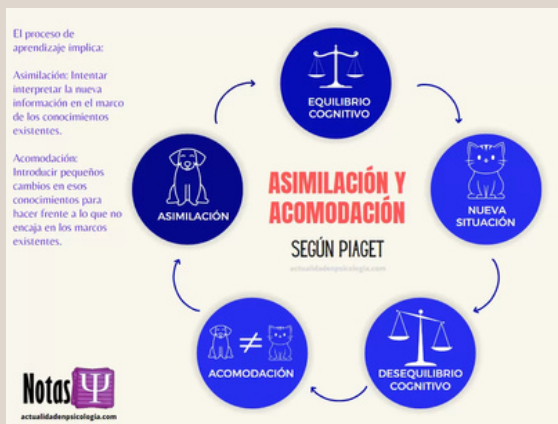 El proceso de
aprendizaje implica:
Asimilación: Intentar
interpretar la nueva
información en el marco
de los conocimientos
existentes.
Acomodación:
Introducir pequeños
cambios en esos
conocimientos para
hacer frente a lo que no
encaja en los marcos
existentes.
EQUILIBRIO
COGNITIVO
NUEVA
SITUACIÓN
DESEQUILIBRIO
COGNITIVO
ACOMODACIÓN
ASIMILACIÓN
ASIMILACIÓN Y
ACOMODACIÓN
SEGÚN PIAGET
actualidadenpsicologia.com
≠
Notas Ψ
actualidadenpsicologia.com